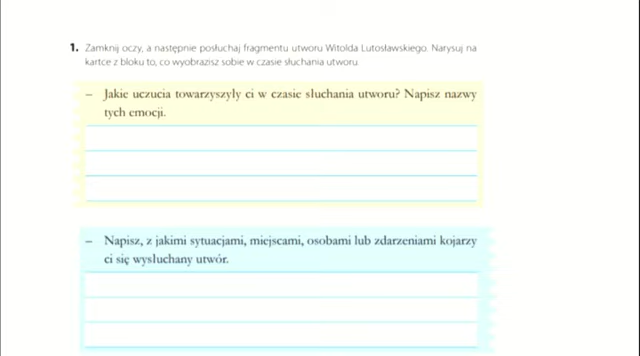 1. Zamknij oczy, a następnie posłuchaj fragmentu utworu Witolda Lutosławskiego. Narysuj na
kartce z bloku to, co wyobrazisz sobie w czasie słuchania utworu.
– Jakie uczucia towarzyszyły ci w czasie słuchania utworu? Napisz nazwy
tych emocji.
– Napisz, z jakimi sytuacjami, miejscami, osobami lub zdarzeniami kojarzy
ci się wysłuchany utwór.